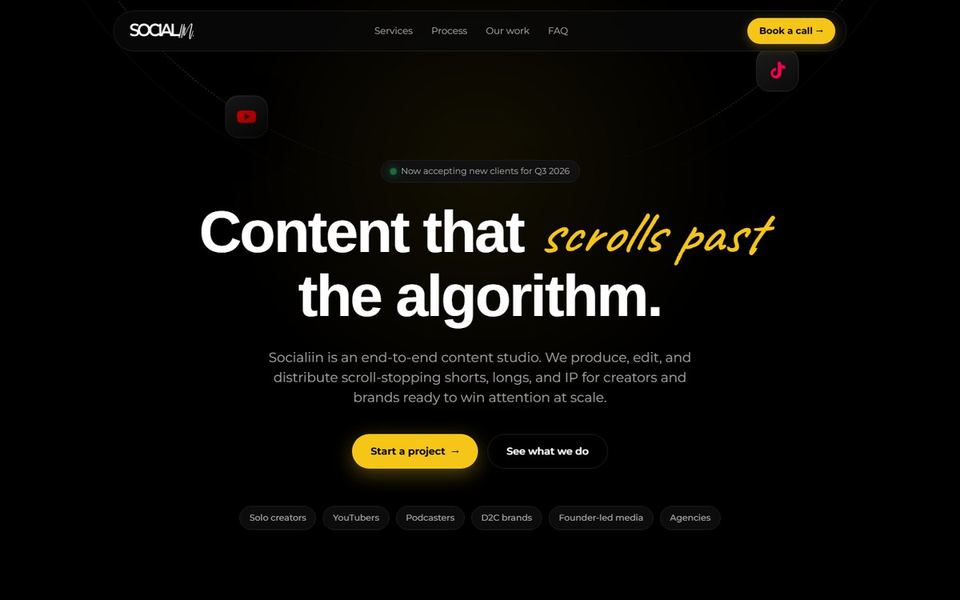 SOCIALIIN.
Services Process Our work FAQ
Book a call →
Now accepting new clients for Q3 2026
Content that scrolls past
the algorithm.
Socialiin is an end-to-end content studio. We produce, edit, and
distribute scroll-stopping shorts, longs, and IP for creators and
brands ready to win attention at scale.
Start a project → See what we do
Solo creators YouTubers Podcasters D2C brands Founder-led media Agencies